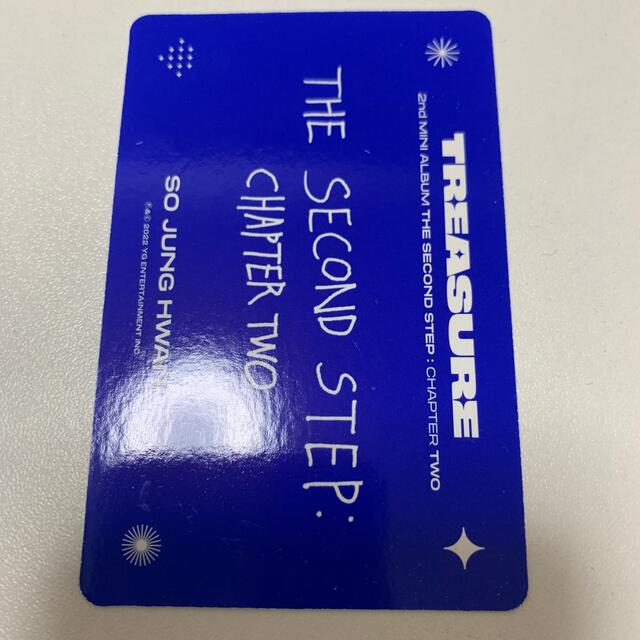 TREASURE
2nd MINI ALBUM THE SECOND STEP : CHAPTER TWO
THE SECOND STEP:
CHAPTER TWO
SO JUNG HWAN
℗&© 2022 YG ENTERTAINMENT INC.